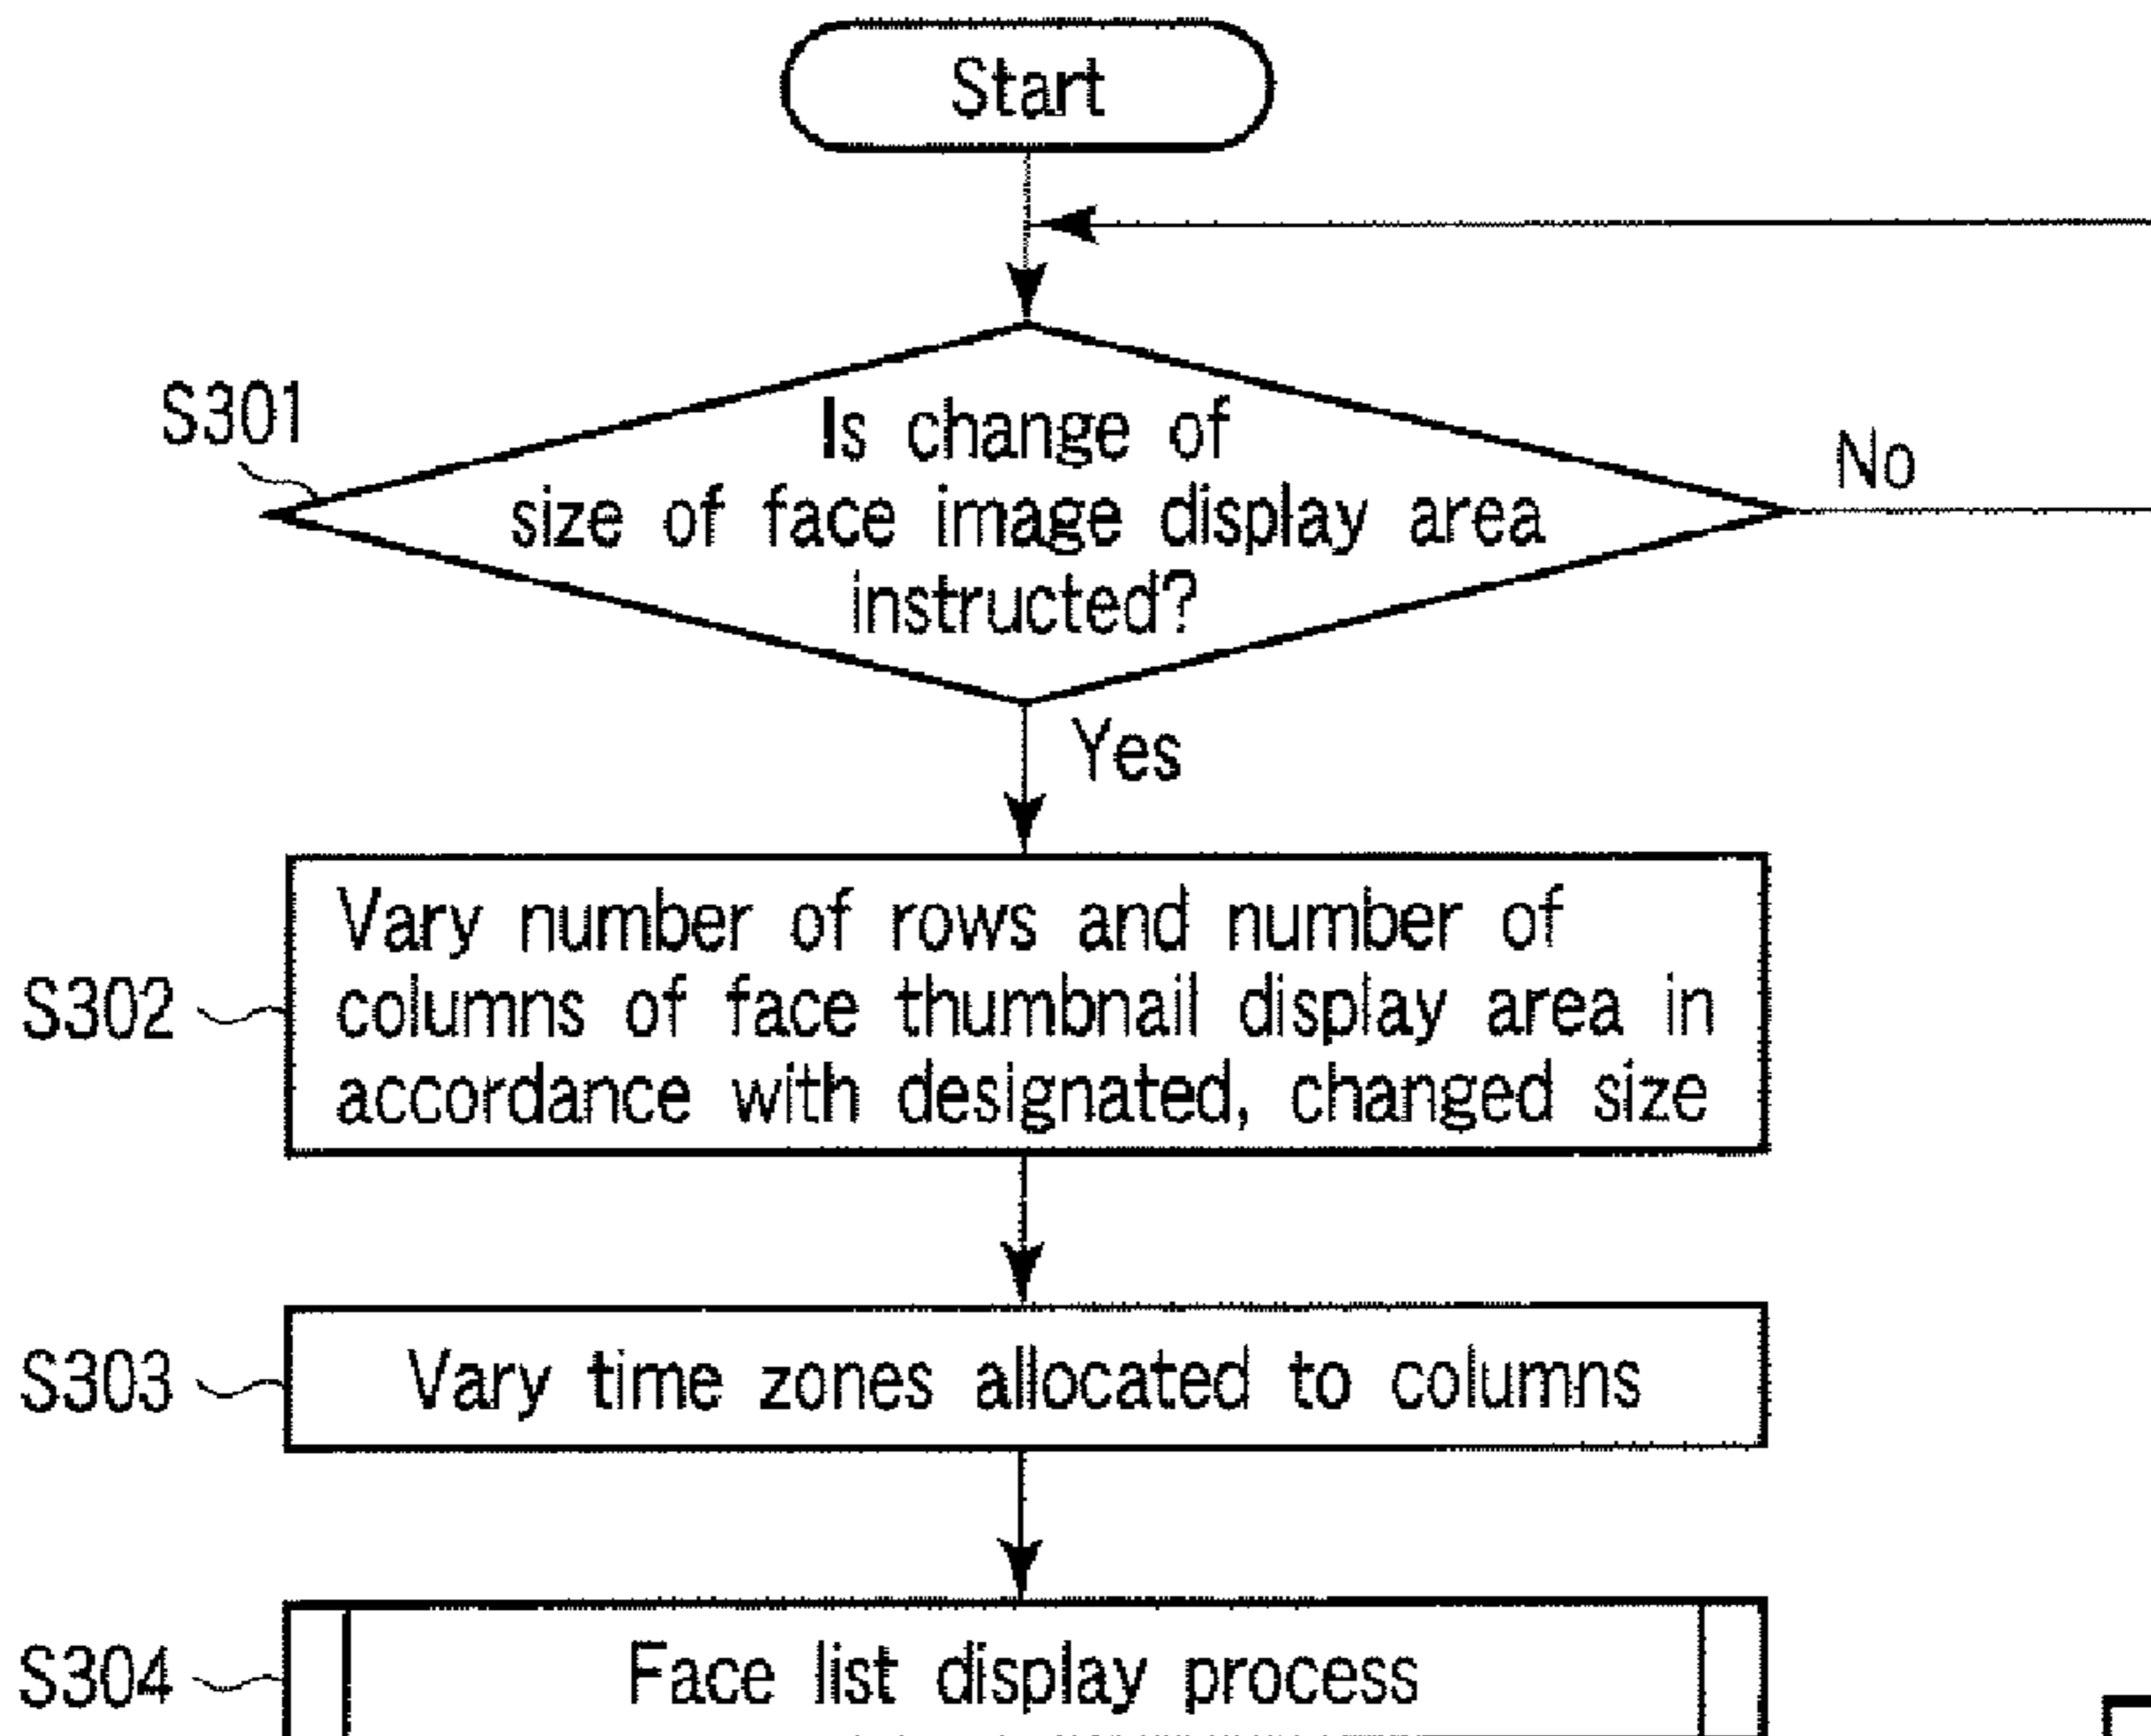 Start
S301
Is change of
size of face image display area
instructed?
No
Yes
S302
Vary number of rows and number of
columns of face thumbnail display area in
accordance with designated, changed size
S303
Vary time zones allocated to columns
S304
Face list display process